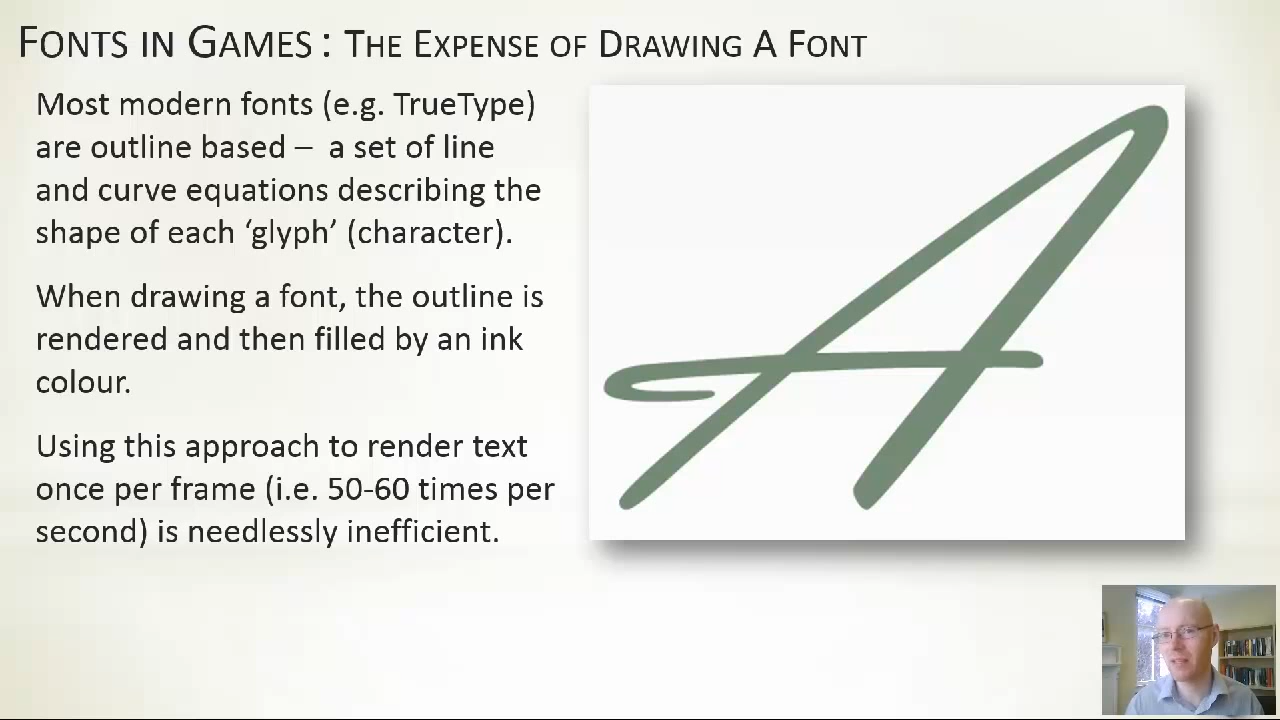 Fonts in Games : The Expense of Drawing A Font
Most modern fonts (e.g. TrueType)
are outline based – a set of line
and curve equations describing the
shape of each ‘glyph’ (character).
When drawing a font, the outline is
rendered and then filled by an ink
colour.
Using this approach to render text
once per frame (i.e. 50-60 times per
second) is needlessly inefficient.
A